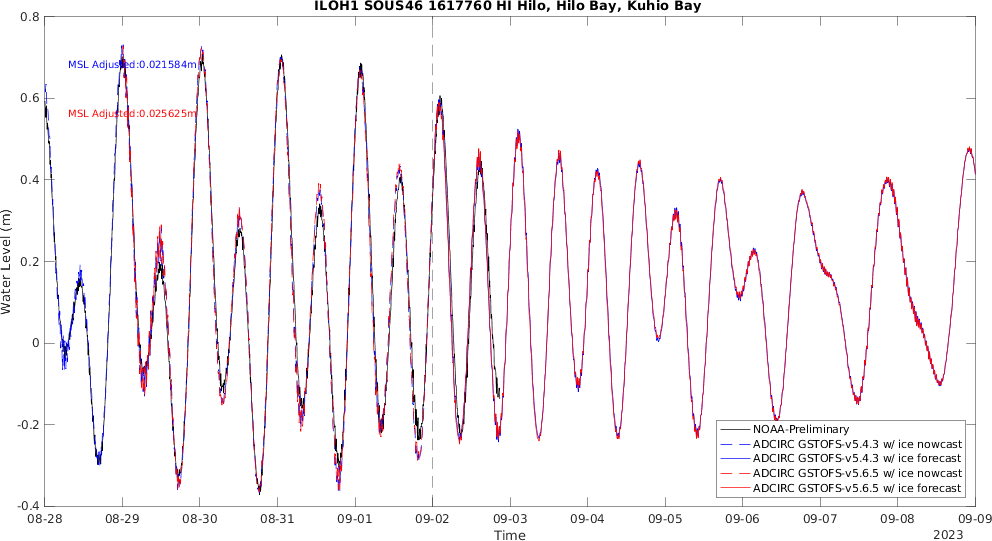 ILOH1 SOUS46 1617760 HI Hilo, Hilo Bay, Kuhio Bay
0.8
0.6
0.4
0.2
0
-0.2
-0.4
Water Level (m)
MSL Adjusted:0.021584m
MSL Adjusted:0.025625m
NOAA-Preliminary
ADCIRC GSTOFS-v5.4.3 w/ ice nowcast
ADCIRC GSTOFS-v5.4.3 w/ ice forecast
ADCIRC GSTOFS-v5.6.5 w/ ice nowcast
ADCIRC GSTOFS-v5.6.5 w/ ice forecast
08-28 08-29 08-30 08-31 09-01 09-02 09-03 09-04 09-05 09-06 09-07 09-08 09-09
Time
2023